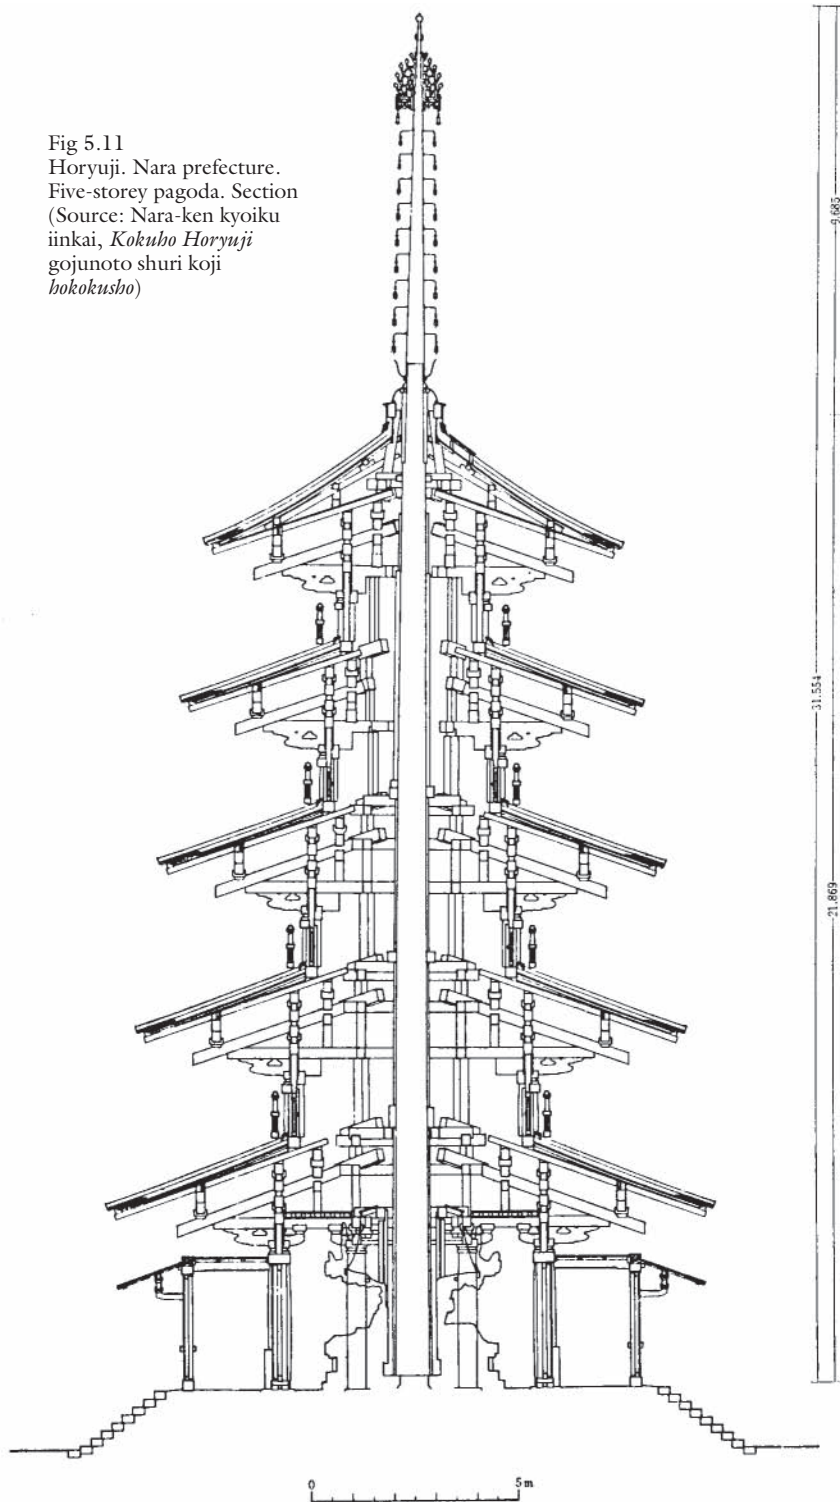 Fig 5.11
Horyuji. Nara prefecture.
Five-storey pagoda. Section
(Source: Nara-ken kyoiku
iinkai, Kokuho Horyuji
gojunoto shuri koji
hokokusho)
9.685
31.554
21.869
0 5m